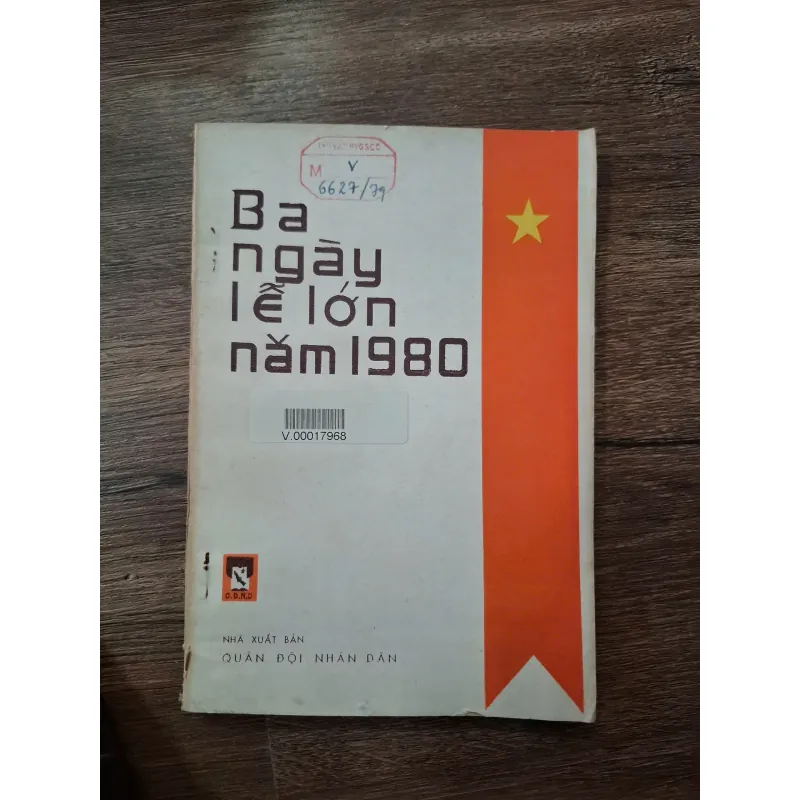 M V
6627/79
Ba
ngày
lễ lớn
năm 1980
V.00017968
Q.Đ.N.D
NHÀ XUẤT BẢN
QUÂN ĐỘI NHÂN DÂN